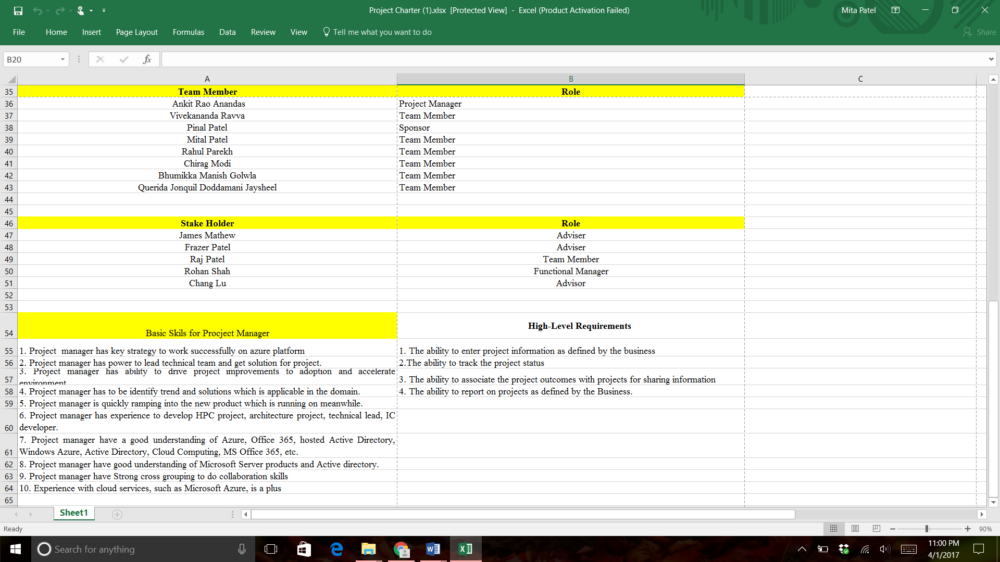 Project Charter (1).xlsx [Protected View] - Excel (Product Activation Failed)
Mita Patel
File Home Insert Page Layout Formulas Data Review View Tell me what you want to do
Share
B20
fx
A B C
35 Team Member Role
36 Ankit Rao Anandas Project Manager
37 Vivekananda Ravva Team Member
38 Pinal Patel Sponsor
39 Mital Patel Team Member
40 Rahul Parekh Team Member
41 Chirag Modi Team Member
42 Bhumikka Manish Golwla Team Member
43 Querida Jonquil Doddamani Jaysheel Team Member
44
45
46 Stake Holder Role
47 James Mathew Adviser
48 Frazer Patel Adviser
49 Raj Patel Team Member
50 Rohan Shah Functional Manager
51 Chang Lu Advisor
52
53
High-Level Requirements
54 Basic Skils for Procject Manager
55 1. Project manager has key strategy to work successfully on azure platform 1. The ability to enter project information as defined by the business
56 2. Project manager has power to lead technical team and get solution for project. 2.The ability to track the project status
3. Project manager has ability to drive project improvements to adoption and accelerate
57 environment 3. The ability to associate the project outcomes with projects for sharing information
58 4. Project manager has to be identify trend and solutions which is applicable in the domain. 4. The ability to report on projects as defined by the Business.
59 5. Project manager is quickly ramping into the new product which is running on meanwhile.
6. Project manager has experience to develop HPC project, architecture project, technical lead, IC
60 developer.
7. Project manager have a good understanding of Azure, Office 365, hosted Active Directory,
61 Windows Azure, Active Directory, Cloud Computing, MS Office 365, etc.
62 8. Project manager have good understanding of Microsoft Server products and Active directory.
63 9. Project manager have Strong cross grouping to do collaboration skills
64 10. Experience with cloud services, such as Microsoft Azure, is a plus
65
Sheet1
Ready
90%
Search for anything
11:00 PM
4/1/2017